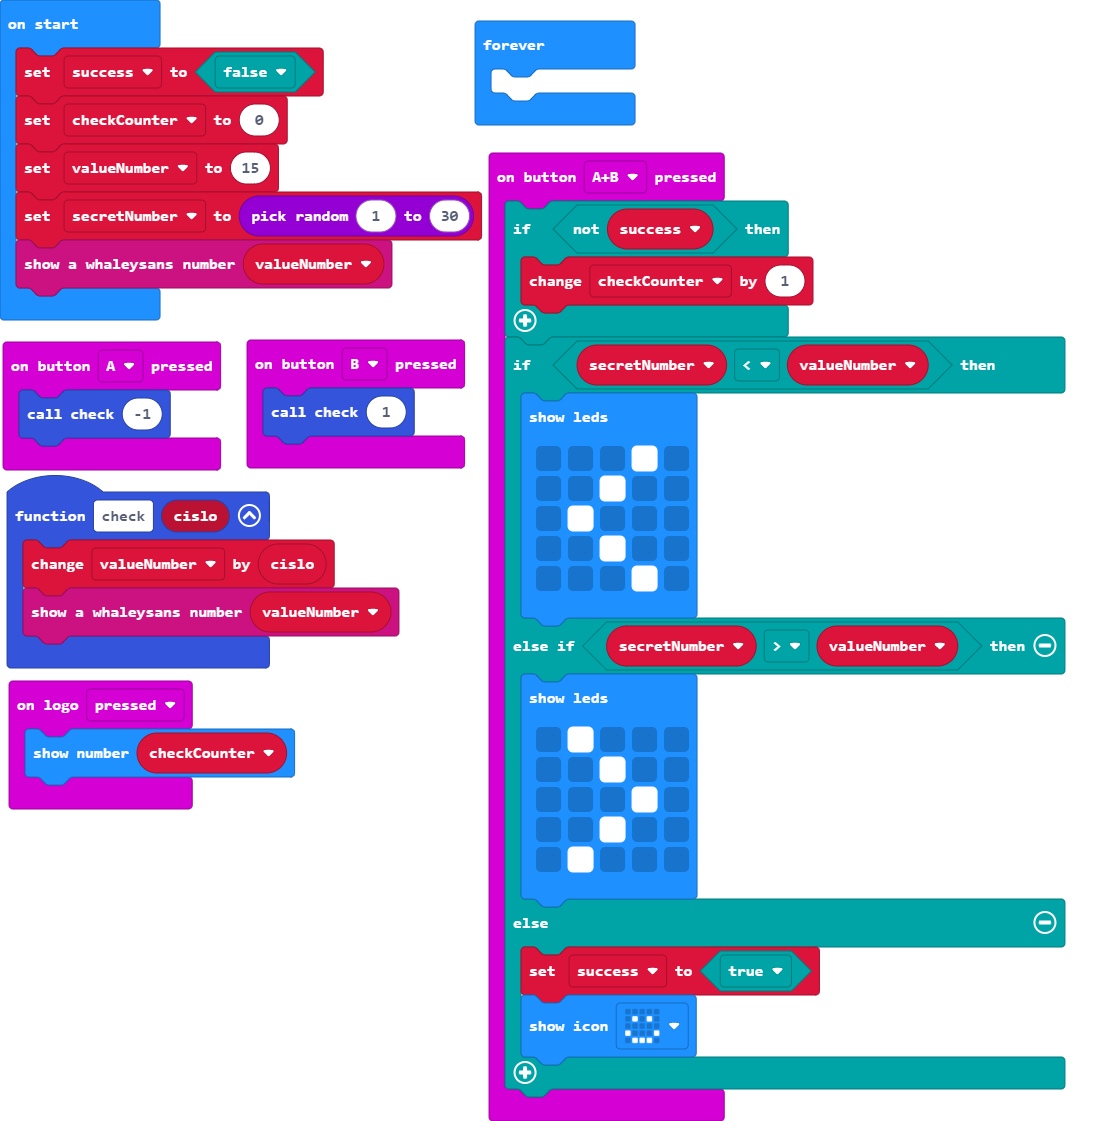 on start
set success to false
set checkCounter to 0
set valueNumber to 15
set secretNumber to pick random 1 to 30
show a whaleysans number valueNumber
on button A pressed
call check -1
on button B pressed
call check 1
function check cislo
change valueNumber by cislo
show a whaleysans number valueNumber
on logo pressed
show number checkCounter
forever
on button A+B pressed
if not success then
change checkCounter by 1
if secretNumber < valueNumber then
show leds
else if secretNumber > valueNumber then
show leds
else
set success to true
show icon